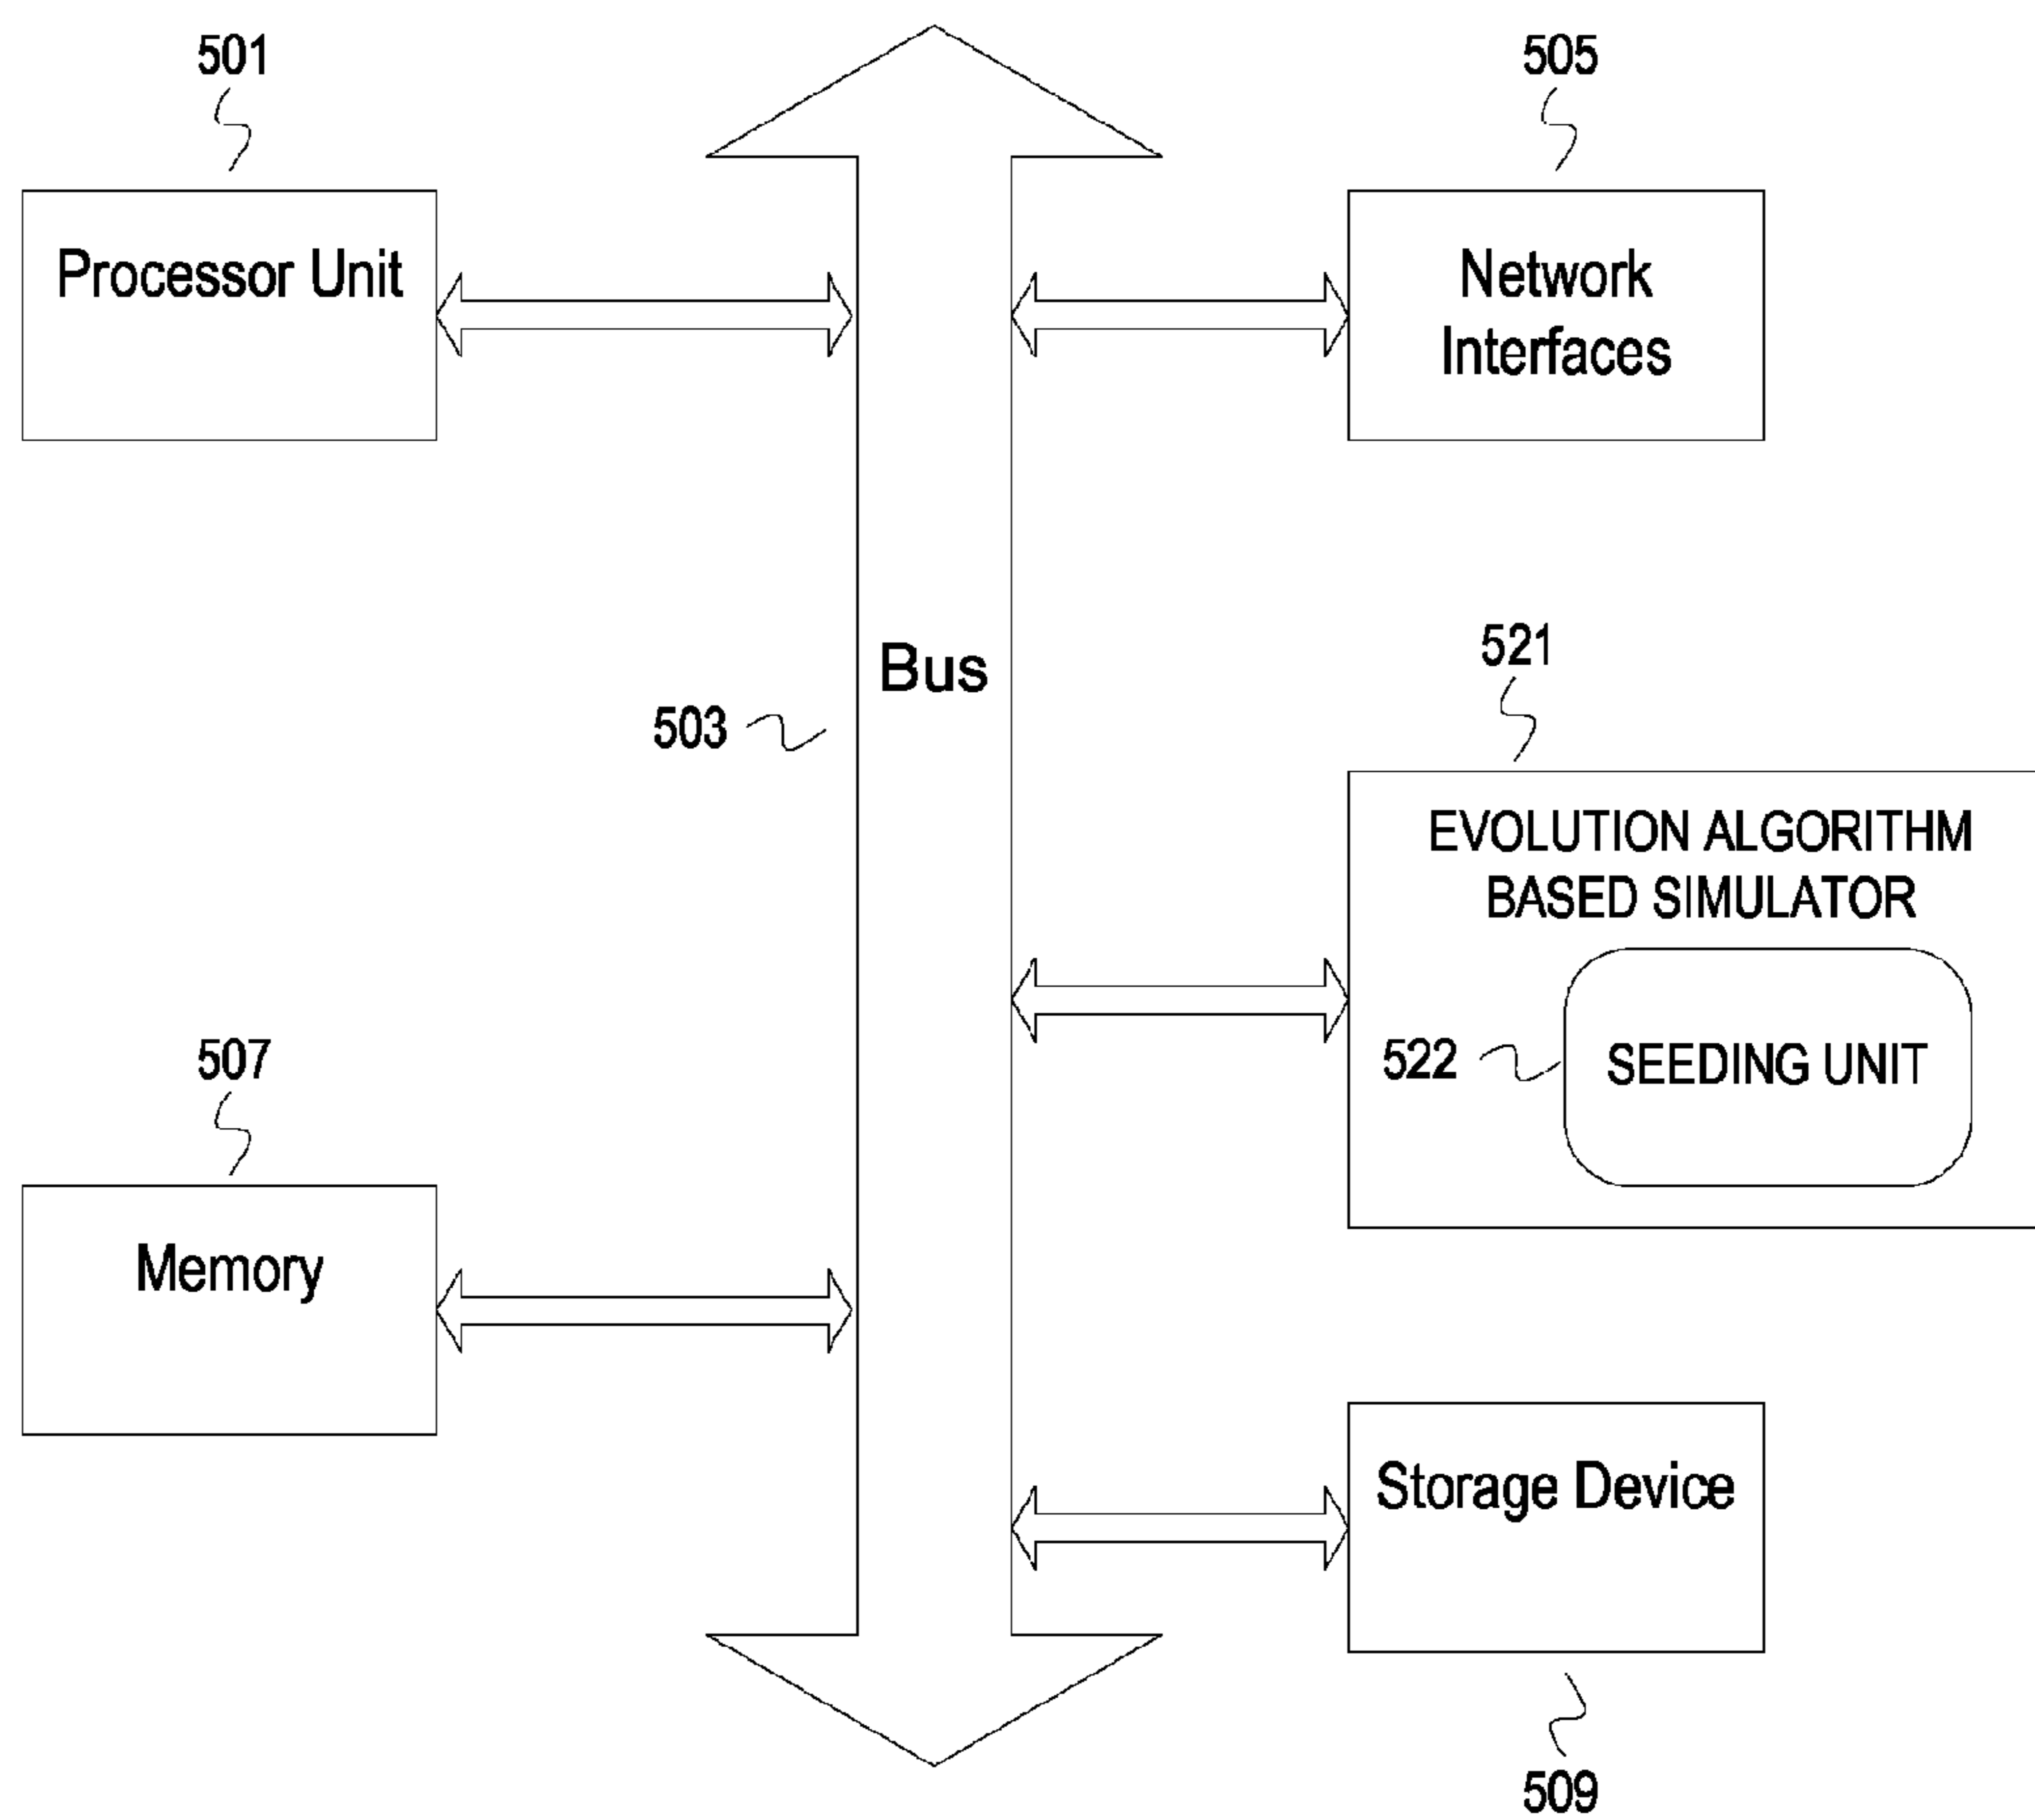 501
505
Processor Unit
Network
Interfaces
521
Bus
503
EVOLUTION ALGORITHM
BASED SIMULATOR
507
522
SEEDING UNIT
Memory
Storage Device
509